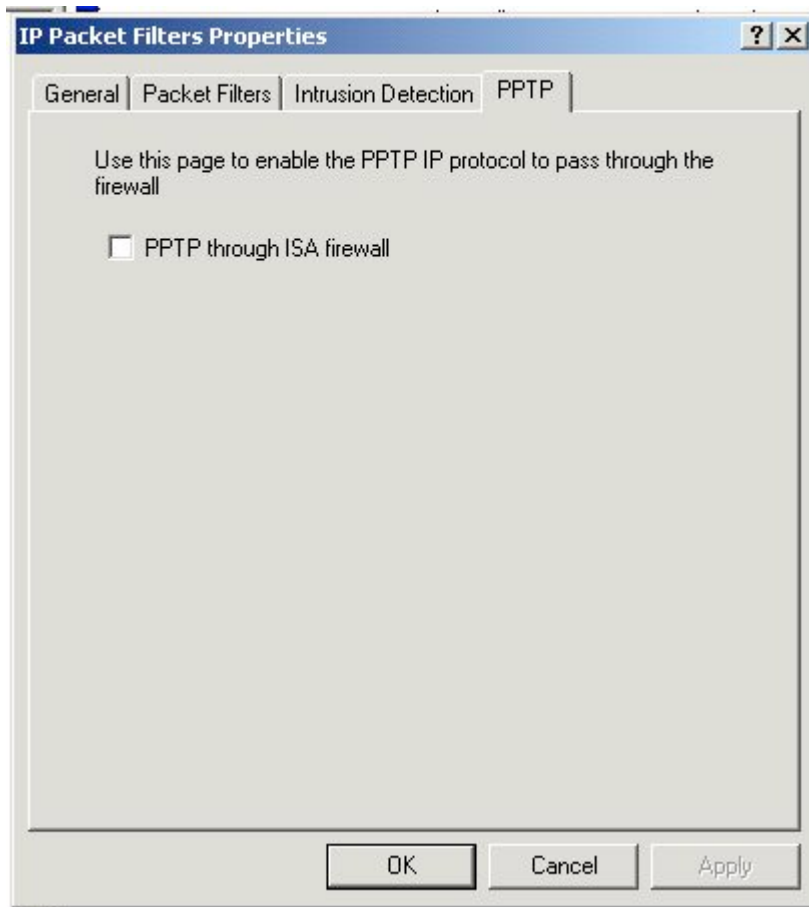 IP Packet Filters Properties
General Packet Filters Intrusion Detection PPTP
Use this page to enable the PPTP IP protocol to pass through the
firewall
PPTP through ISA firewall
OK Cancel Apply